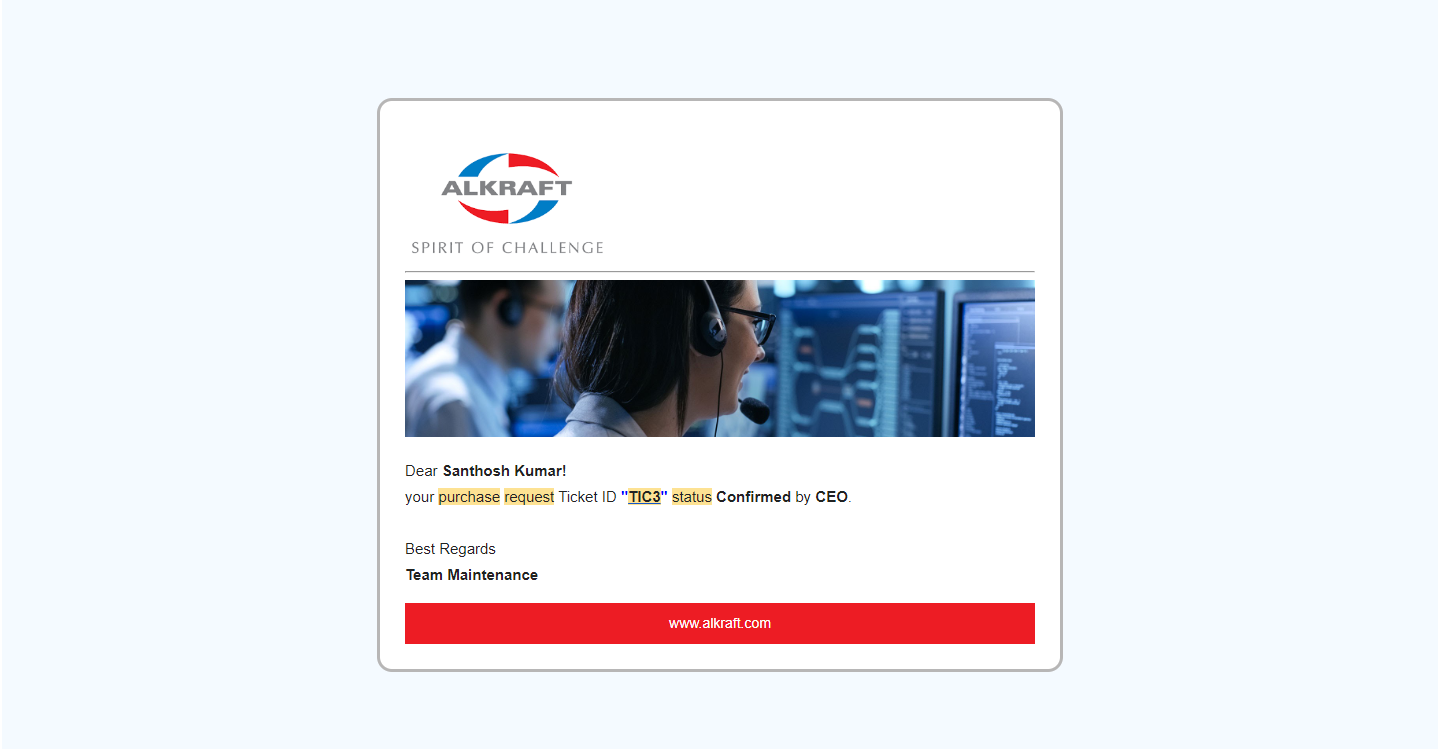 ALKRAFT
SPIRIT OF CHALLENGE
Dear Santhosh Kumar!
your purchase request Ticket ID "TIC3" status Confirmed by CEO.
Best Regards
Team Maintenance
www.alkraft.com